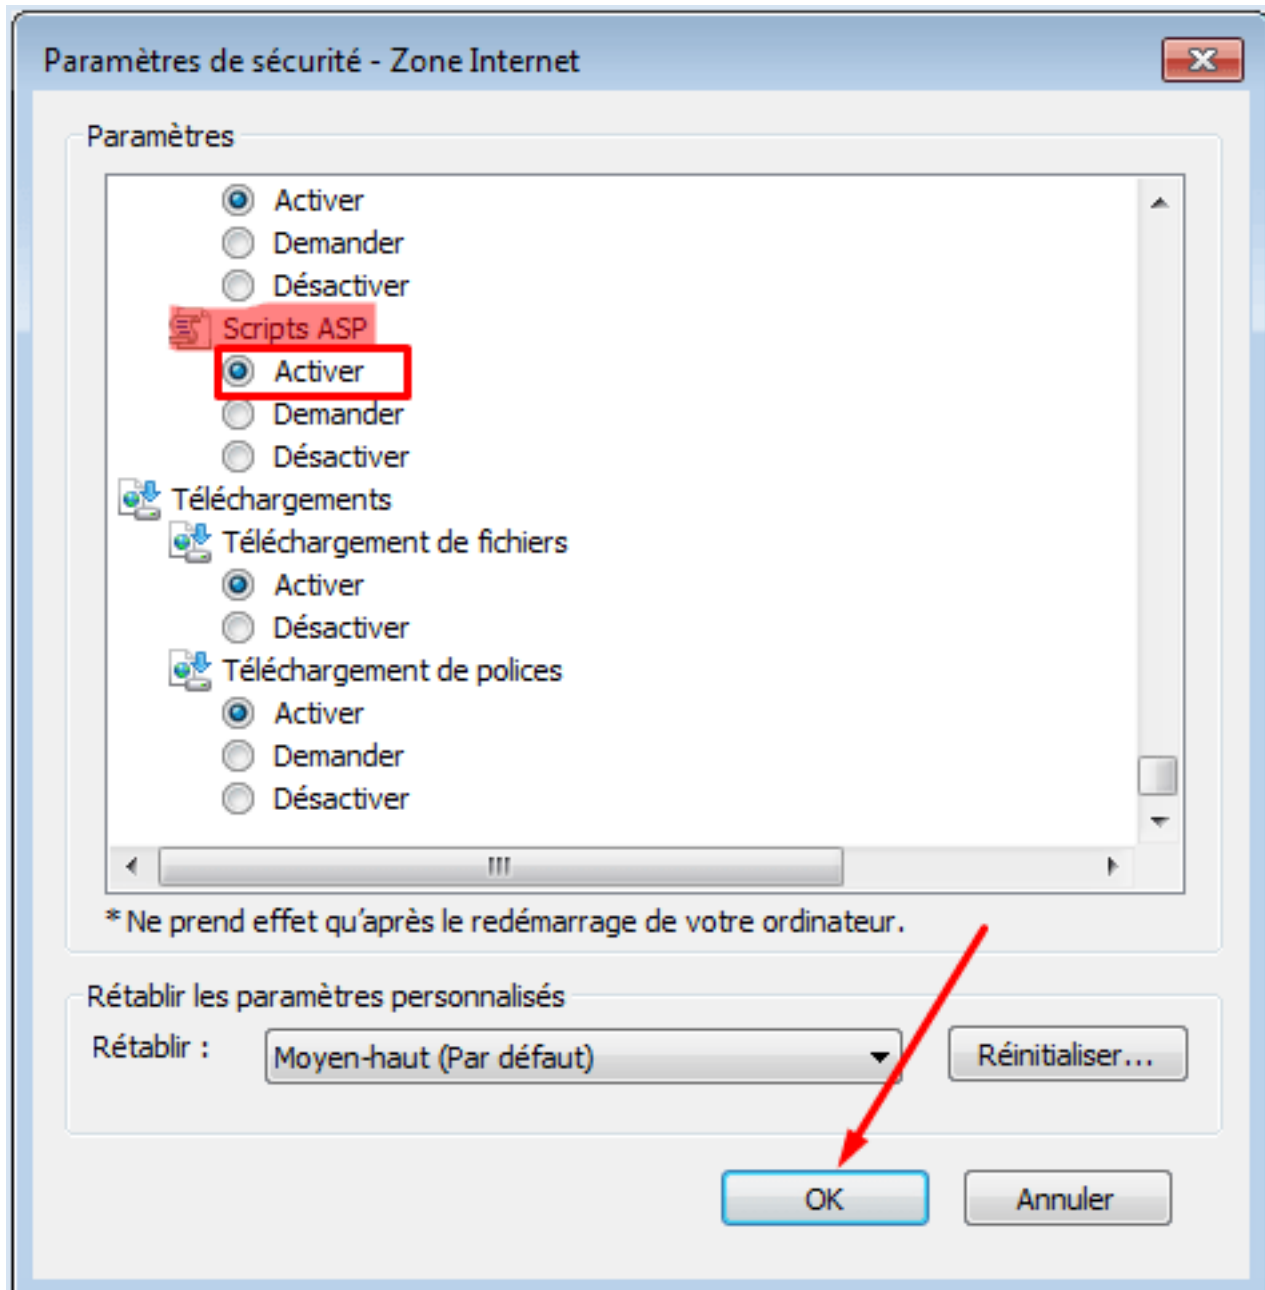 Paramètres de sécurité - Zone Internet
Paramètres
Activer
Demander
Désactiver
Scripts ASP
Activer
Demander
Désactiver
Téléchargements
Téléchargement de fichiers
Activer
Désactiver
Téléchargement de polices
Activer
Demander
Désactiver
* Ne prend effet qu'après le redémarrage de votre ordinateur.
Rétablir les paramètres personnalisés
Rétablir :
Moyen-haut (Par défaut)
Réinitialiser...
OK
Annuler